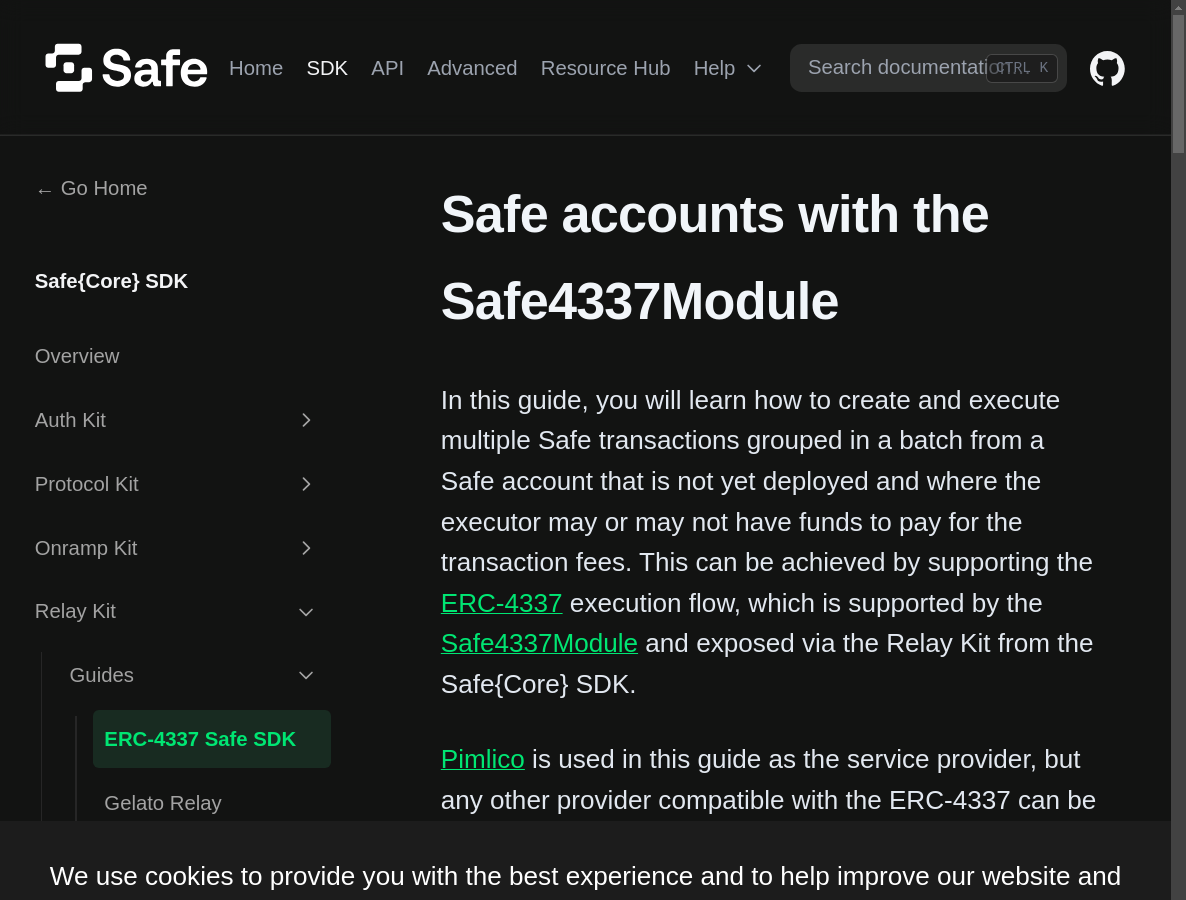 Safe
Home SDK API Advanced Resource Hub Help
Search documentation…
CTRL K
← Go Home
Safe{Core} SDK
Overview
Auth Kit
Protocol Kit
Onramp Kit
Relay Kit
Guides
ERC-4337 Safe SDK
Gelato Relay
Safe accounts with the
Safe4337Module
In this guide, you will learn how to create and execute
multiple Safe transactions grouped in a batch from a
Safe account that is not yet deployed and where the
executor may or may not have funds to pay for the
transaction fees. This can be achieved by supporting the
ERC-4337 execution flow, which is supported by the
Safe4337Module and exposed via the Relay Kit from the
Safe{Core} SDK.
Pimlico is used in this guide as the service provider, but
any other provider compatible with the ERC-4337 can be
We use cookies to provide you with the best experience and to help improve our website and